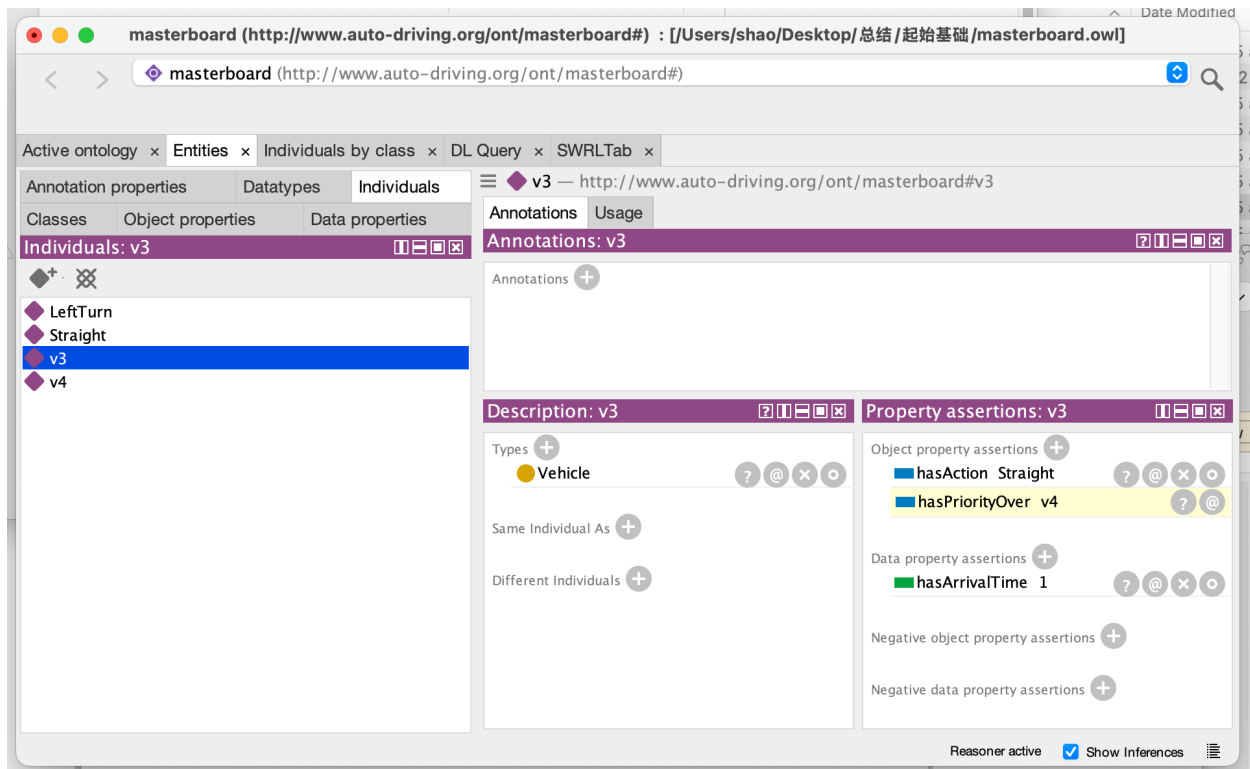 Date Modified
masterboard (http://www.auto-driving.org/ont/masterboard#) : [/Users/shao/Desktop/总结/起始基础/masterboard.owl]
masterboard (http://www.auto-driving.org/ont/masterboard#)
Active ontology × Entities × Individuals by class × DL Query × SWRLTab ×
Annotation properties Datatypes Individuals
Classes Object properties Data properties
Individuals: v3
LeftTurn
Straight
v3
v4
v3 — http://www.auto-driving.org/ont/masterboard#v3
Annotations Usage
Annotations: v3
Annotations
Description: v3
Types
Vehicle
Same Individual As
Different Individuals
Property assertions: v3
Object property assertions
hasAction Straight
hasPriorityOver v4
Data property assertions
hasArrivalTime 1
Negative object property assertions
Negative data property assertions
Reasoner active Show Inferences